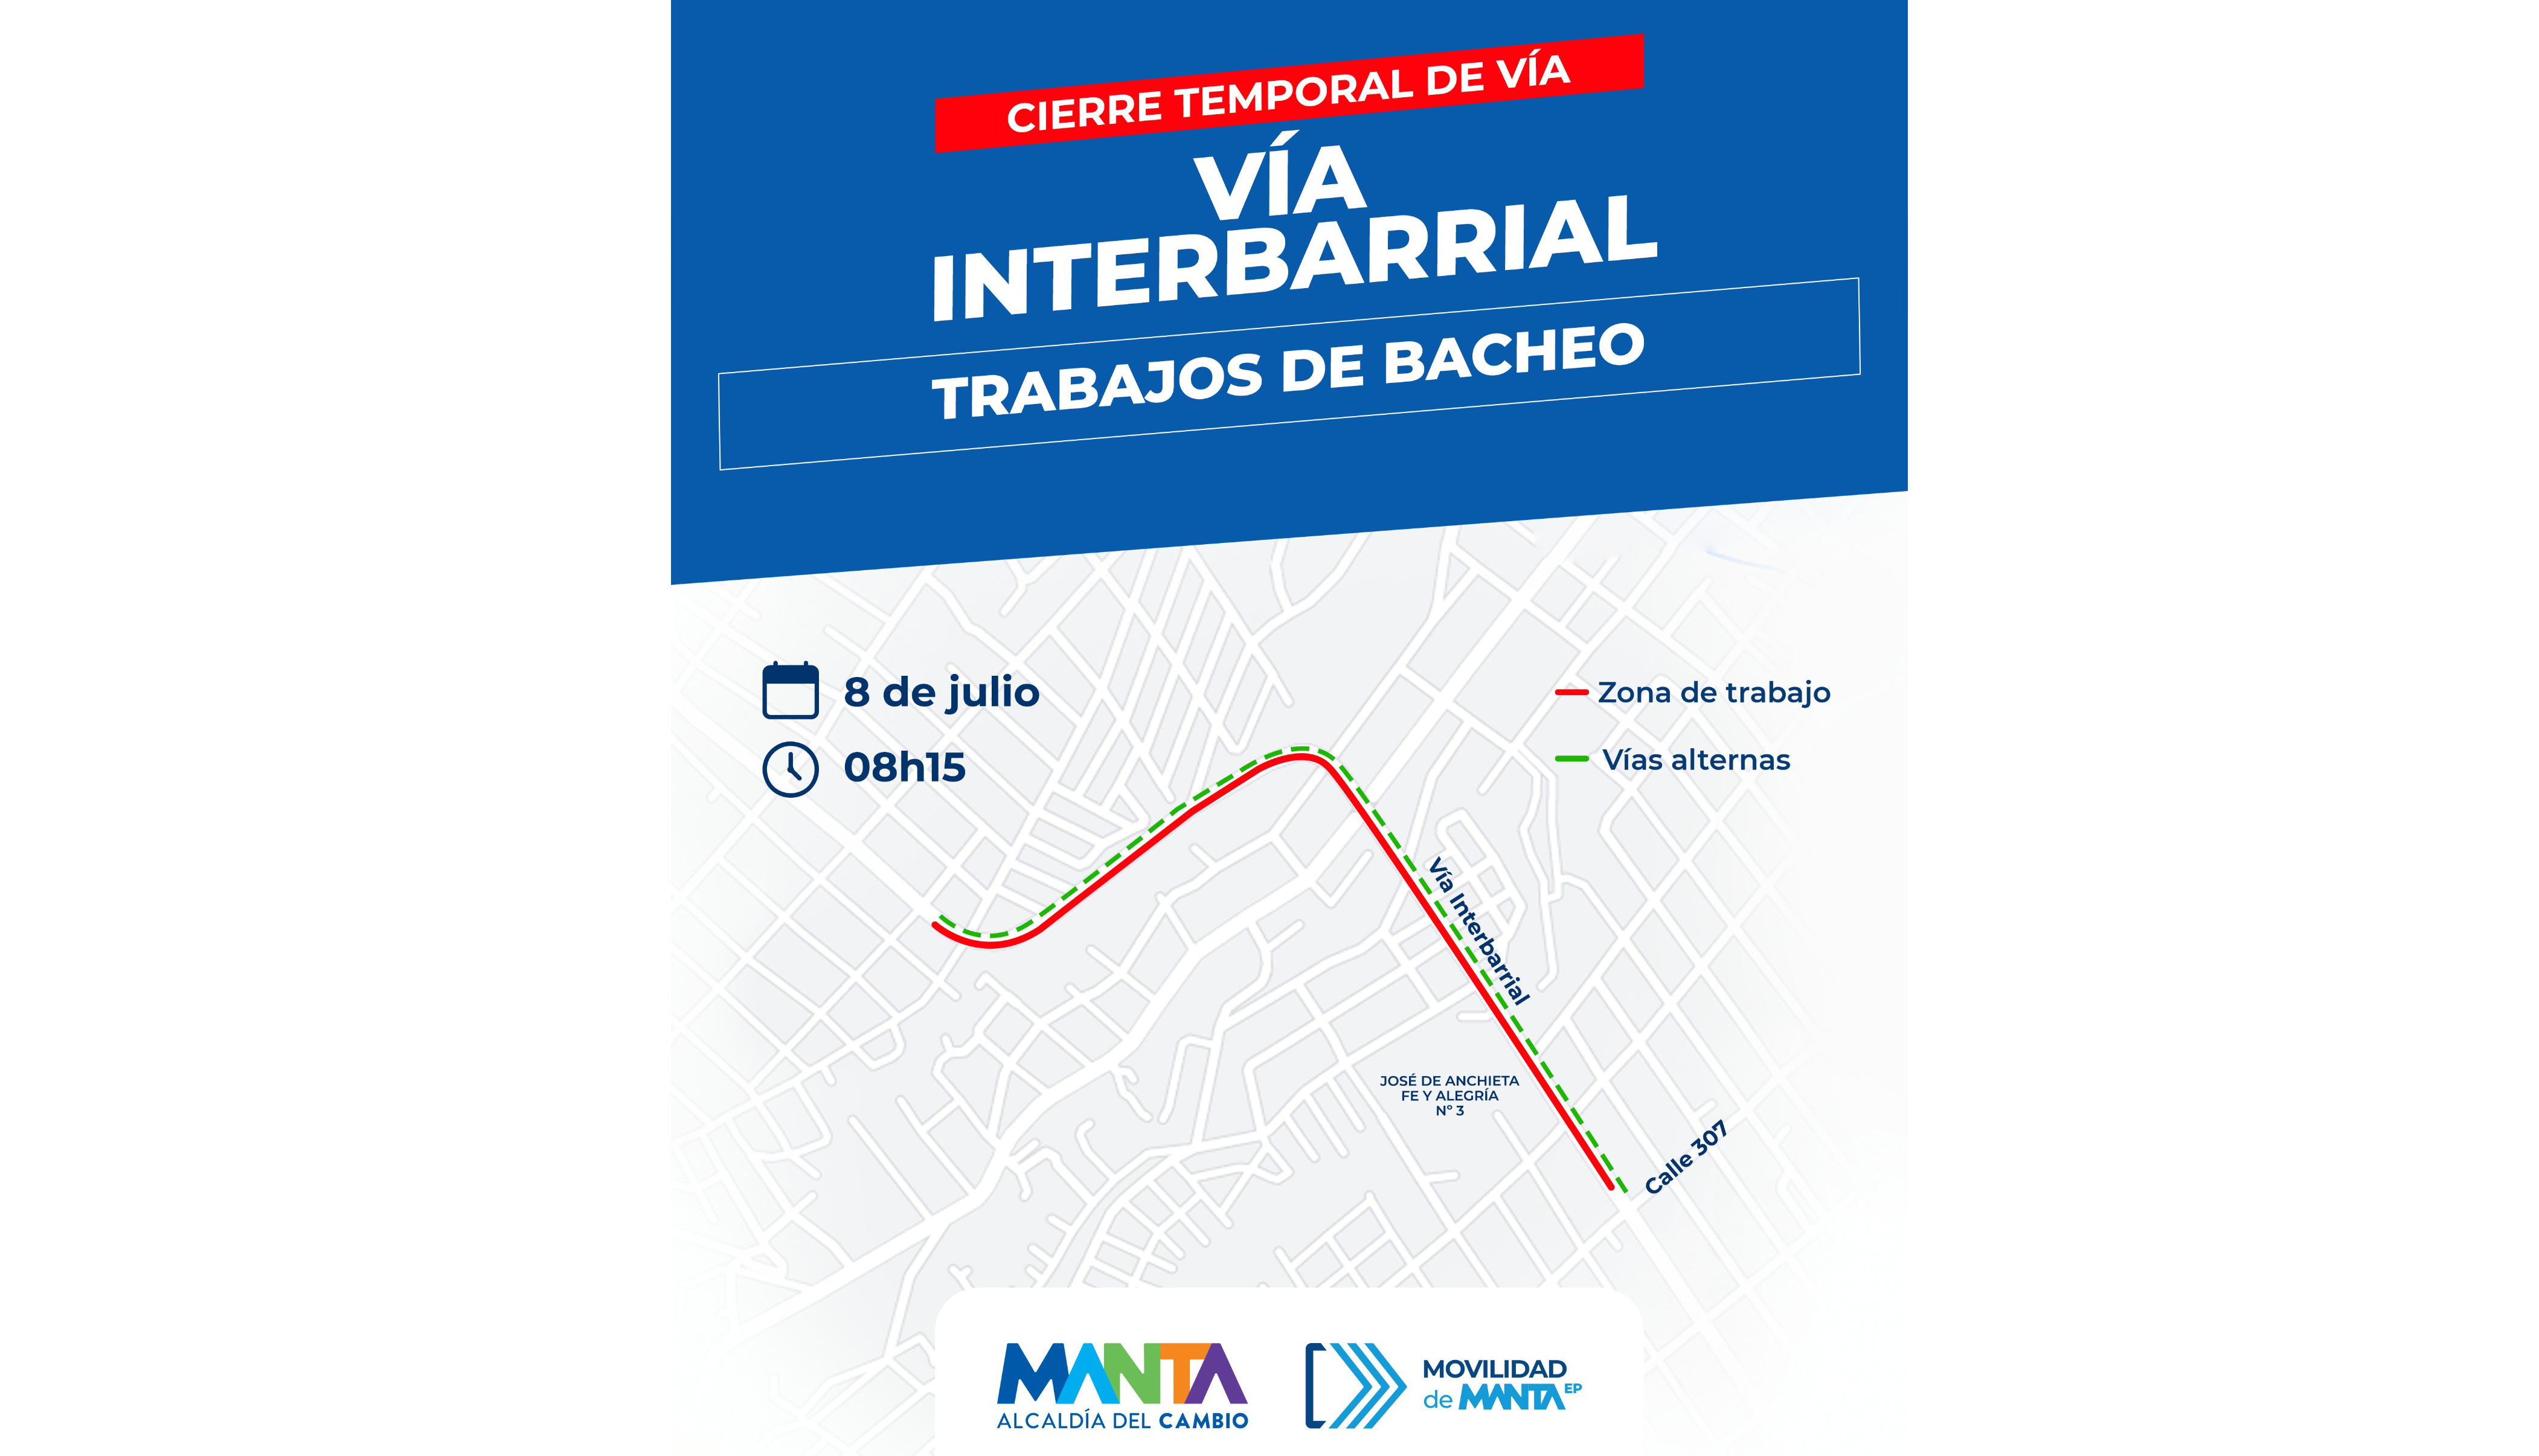 CIERRE TEMPORAL DE VÍA
VÍA
INTERBARRIAL
TRABAJOS DE BACHEO
8 de julio
08h15
Zona de trabajo
Vías alternas
Vía Interbarrial
JOSÉ DE ANCHIETA
FE Y ALEGRÍA
Nº 3
Calle 307
MANTA
ALCALDÍA DEL CAMBIO
MOVILIDAD
de MANTA EP